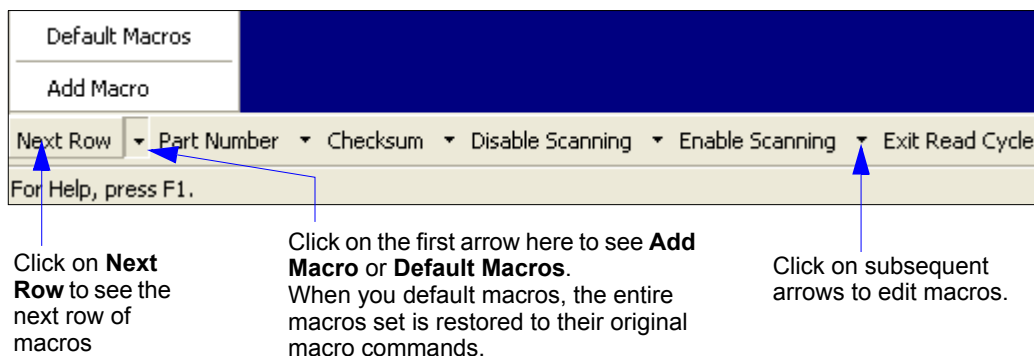 Default Macros
Add Macro
Next Row Part Number Checksum Disable Scanning Enable Scanning Exit Read Cycle
For Help, press F1.
Click on Next
Row to see the
next row of
macros
Click on the first arrow here to see Add
Macro or Default Macros.
When you default macros, the entire
macros set is restored to their original
macro commands.
Click on subsequent
arrows to edit macros.